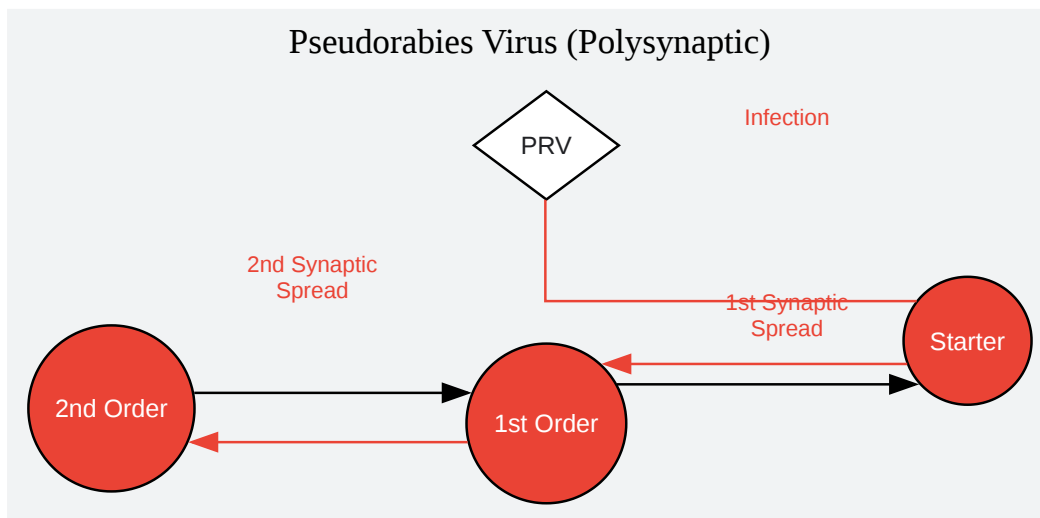 Pseudorabies Virus (Polysynaptic)
Infection
PRV
2nd Synaptic
Spread
1st Synaptic
Spread
Starter
2nd Order
1st Order